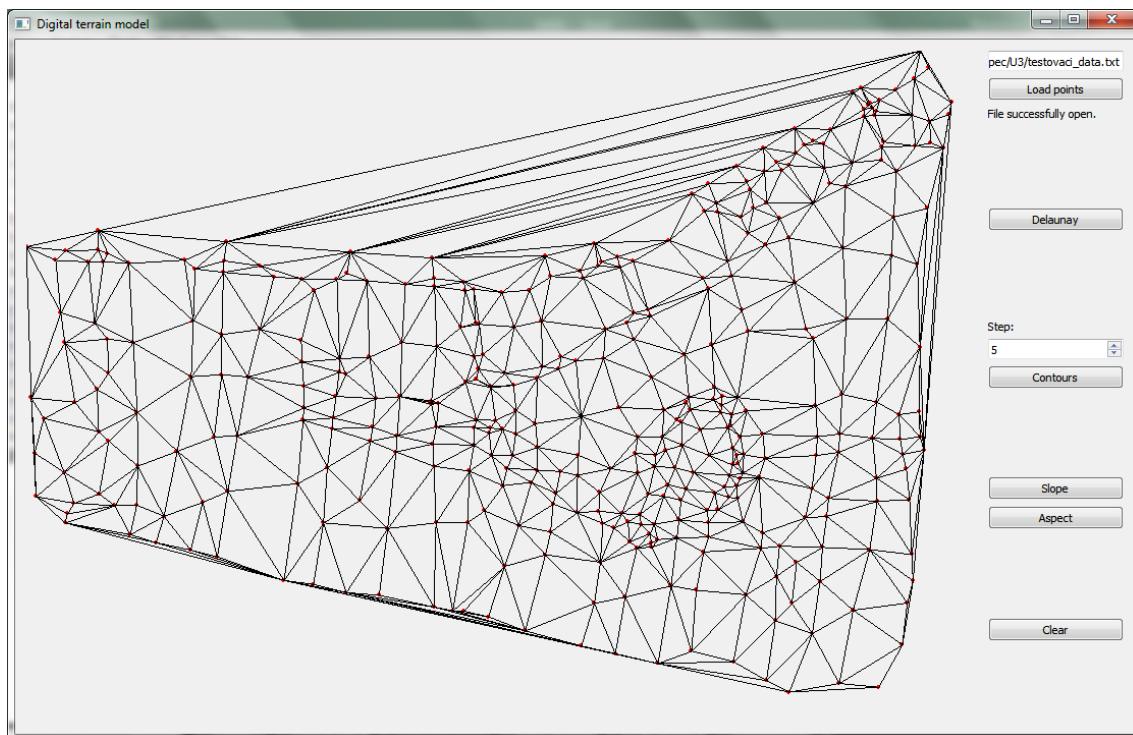 Digital terrain model
pec/U3/testovaci_data.txt
Load points
File successfully open.
Delaunay
Step:
5
Contours
Slope
Aspect
Clear